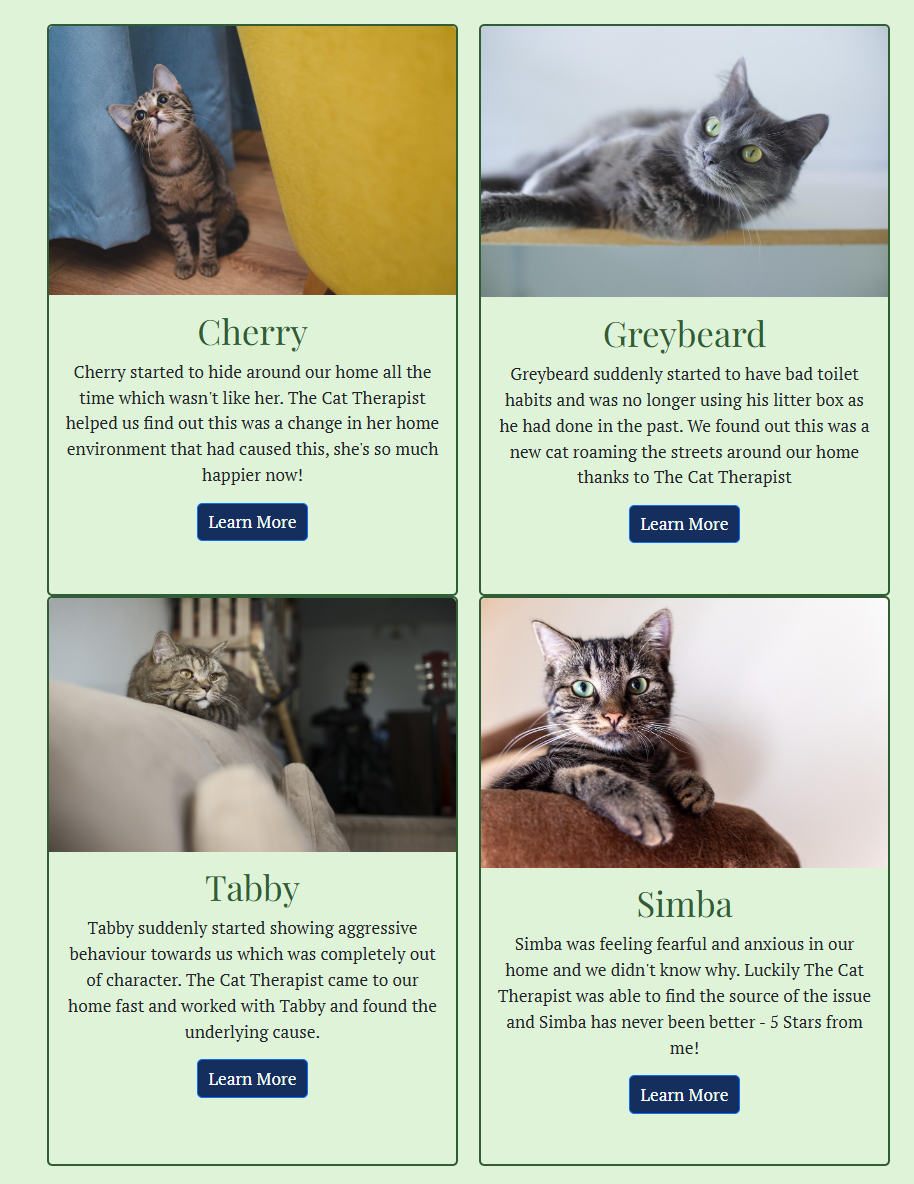 Cherry
Cherry started to hide around our home all the
time which wasn't like her. The Cat Therapist
helped us find out this was a change in her home
environment that had caused this, she's so much
happier now!
Learn More
Greybeard
Greybeard suddenly started to have bad toilet
habits and was no longer using his litter box as
he had done in the past. We found out this was a
new cat roaming the streets around our home
thanks to The Cat Therapist
Learn More
Tabby
Tabby suddenly started showing aggressive
behaviour towards us which was completely out
of character. The Cat Therapist came to our
home fast and worked with Tabby and found the
underlying cause.
Learn More
Simba
Simba was feeling fearful and anxious in our
home and we didn't know why. Luckily The Cat
Therapist was able to find the source of the issue
and Simba has never been better - 5 Stars from
me!
Learn More